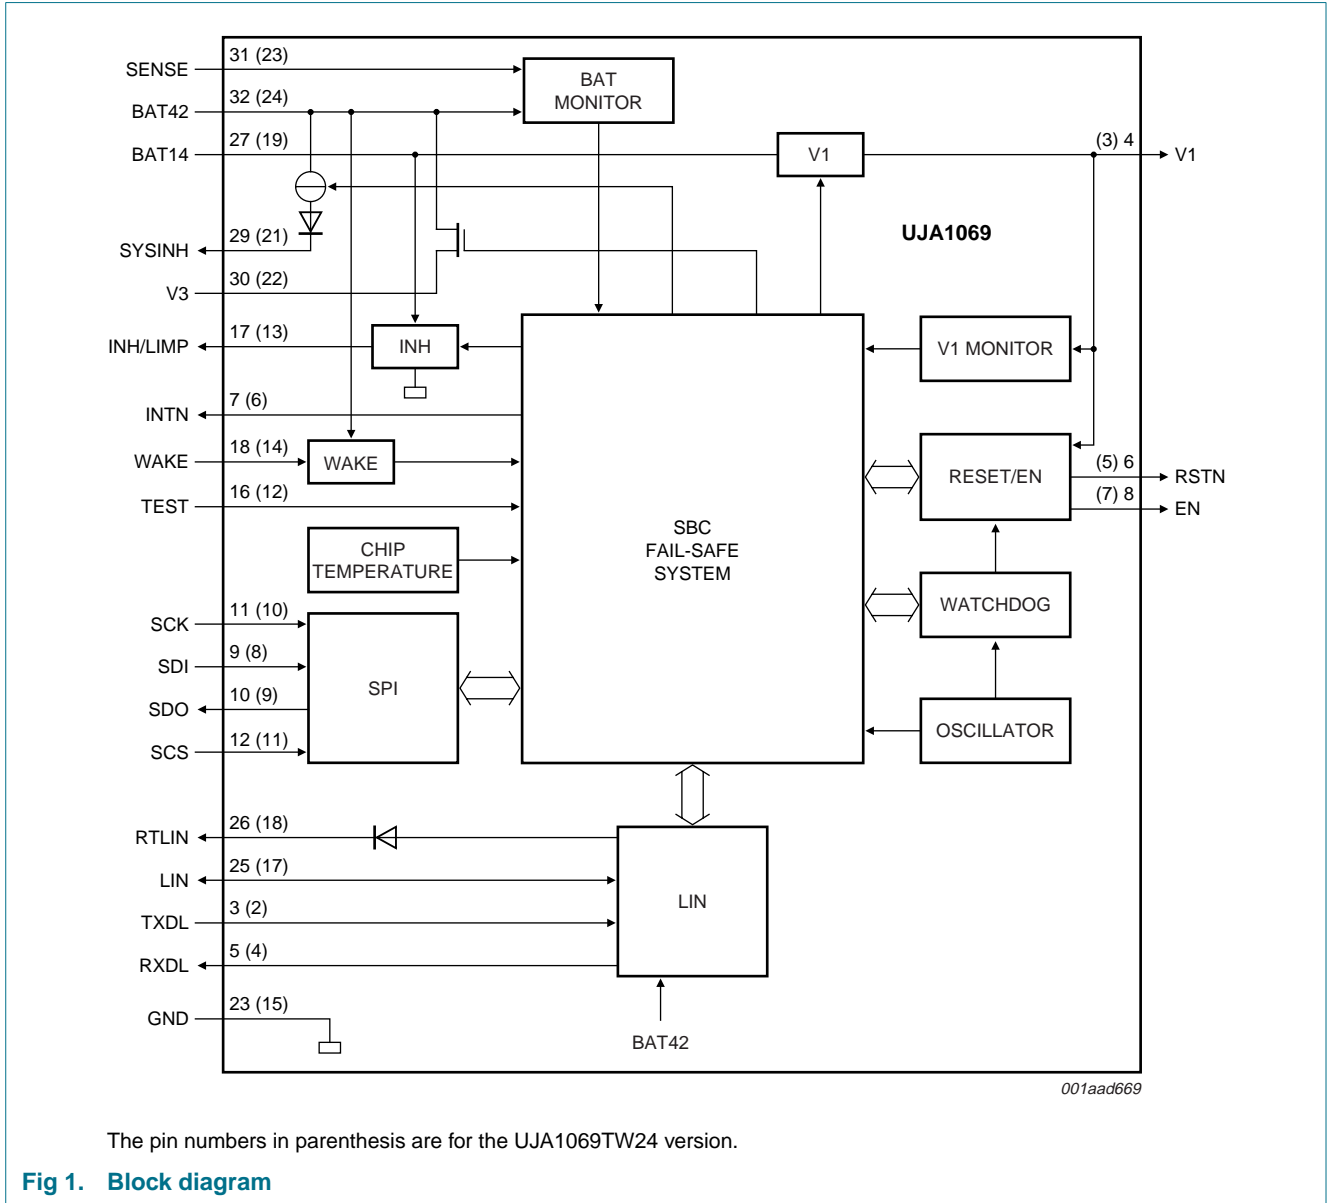 31 (23)
SENSE
BAT
MONITOR
32 (24)
BAT42
27 (19)
BAT14
V1
(3) 4
V1
UJA1069
29 (21)
SYSINH
30 (22)
V3
17 (13)
INH/LIMP
INH
V1 MONITOR
7 (6)
INTN
18 (14)
WAKE
WAKE
RESET/EN
(5) 6
RSTN
(7) 8
EN
16 (12)
TEST
SBC
FAIL-SAFE
SYSTEM
CHIP
TEMPERATURE
WATCHDOG
11 (10)
SCK
9 (8)
SDI
SPI
10 (9)
SDO
12 (11)
SCS
OSCILLATOR
26 (18)
RTLIN
25 (17)
LIN
LIN
3 (2)
TXDL
5 (4)
RXDL
23 (15)
GND
BAT42
001aad669
The pin numbers in parenthesis are for the UJA1069TW24 version.
Fig 1. Block diagram